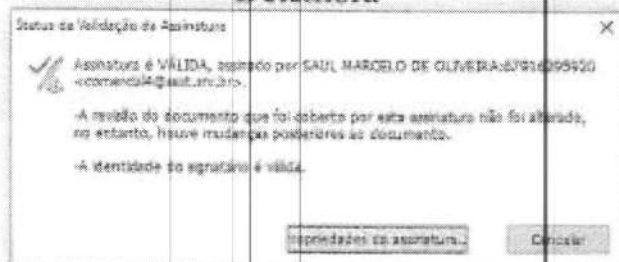 Status da Validação da Assinatura
Assinatura é VÁLIDA, assinado por SAUL MARCELO DE OLIVEIRA:
-A revisão do documento que foi coberto por esta assinatura não foi alterada,
no entanto, houve mudanças posteriores ao documento.
-A identidade do signatário é válida.
Propriedades da assinatura...
Cancelar